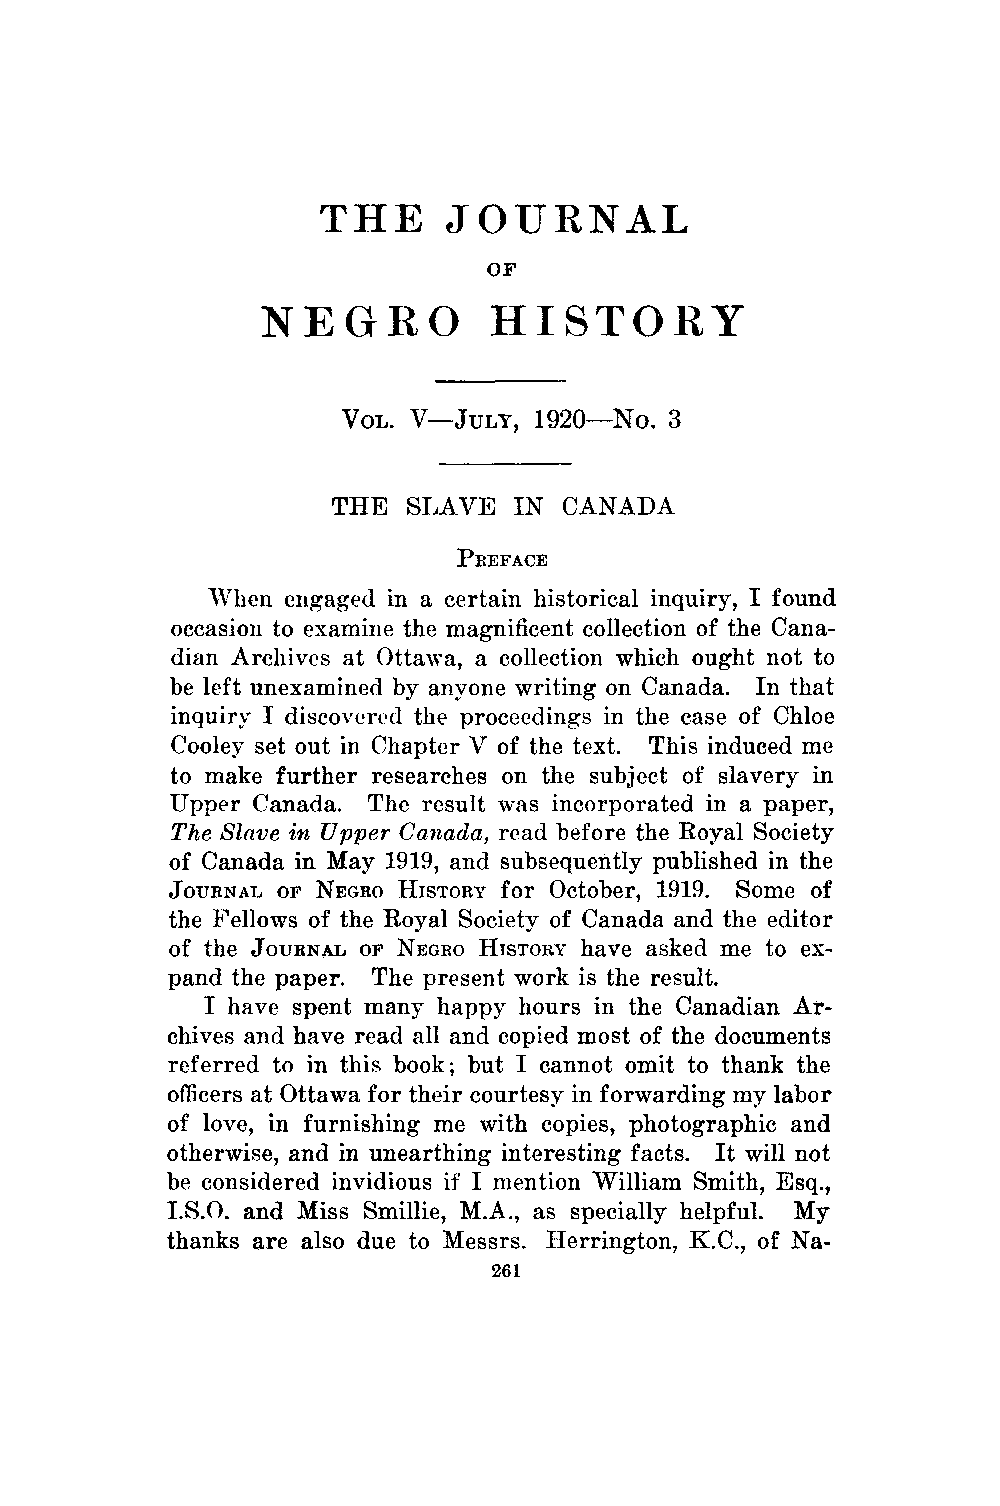 THE JOURNAL
OF
NEGRO HISTORY
VOL. V—JULY, 1920—NO. 3
THE SLAVE IN CANADA
PREFACE
When engaged in a certain historical inquiry, I found
occasion to examine the magnificent collection of the Cana-
dian Archives at Ottawa, a collection which ought not to
be left unexamined by anyone writing on Canada. In that
inquiry I discovered the proceedings in the case of Chloe
Cooley set out in Chapter V of the text. This induced me
to make further researches on the subject of slavery in
Upper Canada. The result was incorporated in a paper,
The Slave in Upper Canada, read before the Royal Society
of Canada in May 1919, and subsequently published in the
JOURNAL OF NEGRO HISTORY for October, 1919. Some of
the Fellows of the Royal Society of Canada and the editor
of the JOURNAL OF NEGRO HISTORY have asked me to ex-
pand the paper. The present work is the result.
I have spent many happy hours in the Canadian Ar-
chives and have read all and copied most of the documents
referred to in this book; but I cannot omit to thank the
officers at Ottawa for their courtesy in forwarding my labor
of love, in furnishing me with copies, photographic and
otherwise, and in unearthing interesting facts. It will not
be considered invidious if I mention William Smith, Esq.,
I.S.O. and Miss Smillie, M.A., as specially helpful. My
thanks are also due to Messrs. Herrington, K.C., of Na-
261